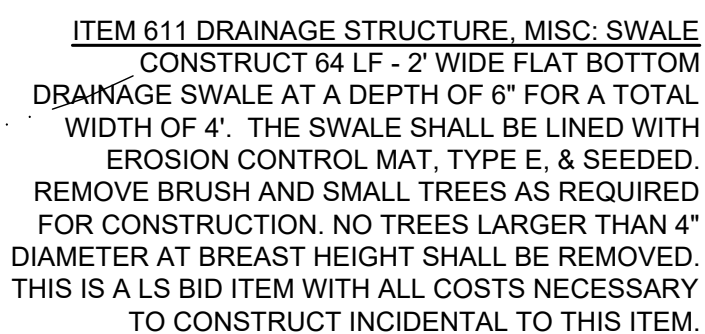 ITEM 611 DRAINAGE STRUCTURE, MISC: SWALE
CONSTRUCT 64 LF - 2' WIDE FLAT BOTTOM
DRAINAGE SWALE AT A DEPTH OF 6" FOR A TOTAL
WIDTH OF 4'. THE SWALE SHALL BE LINED WITH
EROSION CONTROL MAT, TYPE E, & SEEDED.
REMOVE BRUSH AND SMALL TREES AS REQUIRED
FOR CONSTRUCTION. NO TREES LARGER THAN 4"
DIAMETER AT BREAST HEIGHT SHALL BE REMOVED.
THIS IS A LS BID ITEM WITH ALL COSTS NECESSARY
TO CONSTRUCT INCIDENTAL TO THIS ITEM.